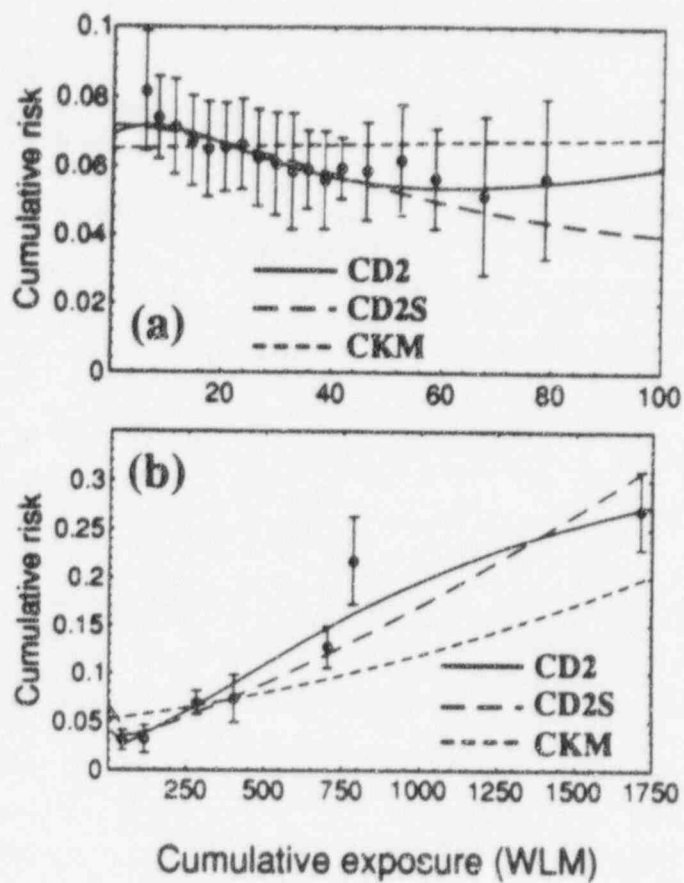 0.1
0.08
0.06
0.04
0.02
0
Cumulative risk
(a)
CD2
CD2S
CKM
0 20 40 60 80 100
0.3
0.25
0.2
0.15
0.1
0.05
0
Cumulative risk
(b)
CD2
CD2S
CKM
250 500 750 1000 1250 1500 1750
Cumulative exposure (WLM)